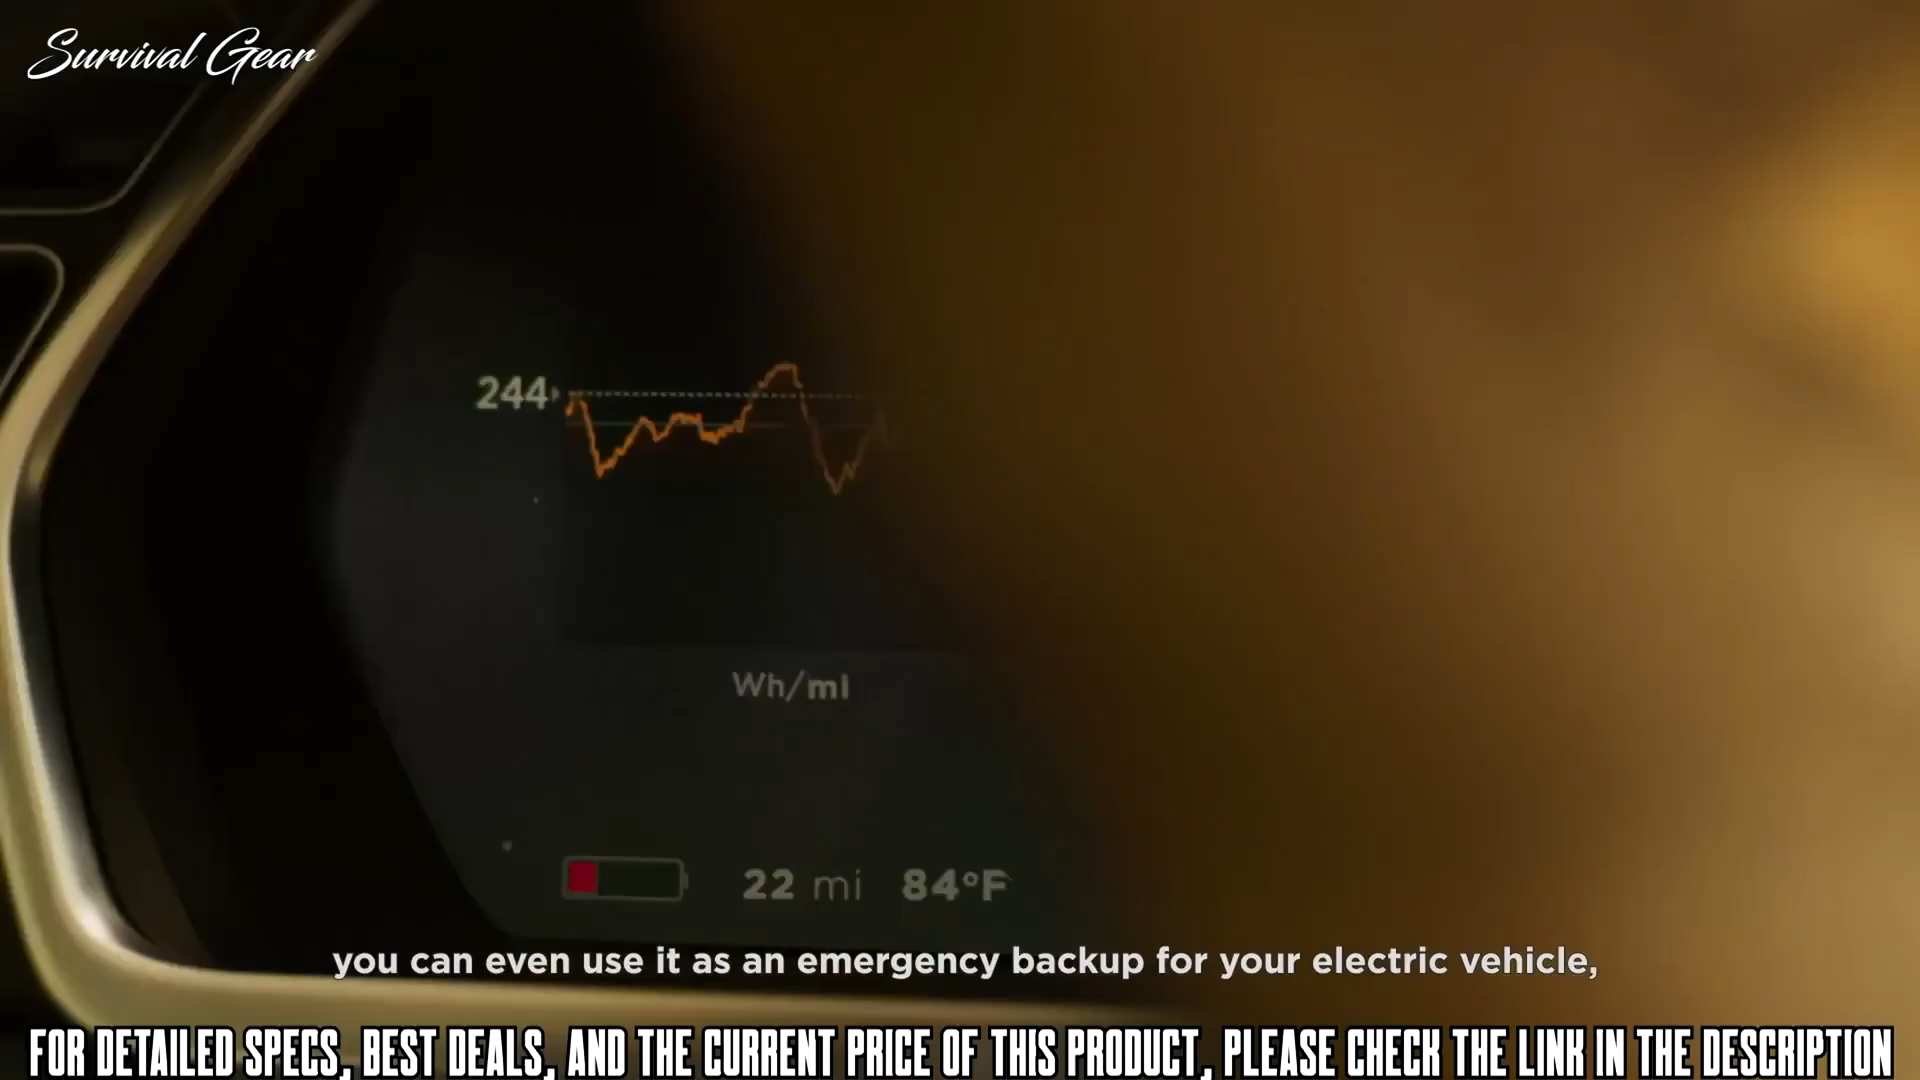 Survival Gear
244
Wh/mi
22 mi 84°F
you can even use it as an emergency backup for your electric vehicle,
FOR DETAILED SPECS, BEST DEALS, AND THE CURRENT PRICE OF THIS PRODUCT, PLEASE CHECK THE LINK IN THE DESCRIPTION